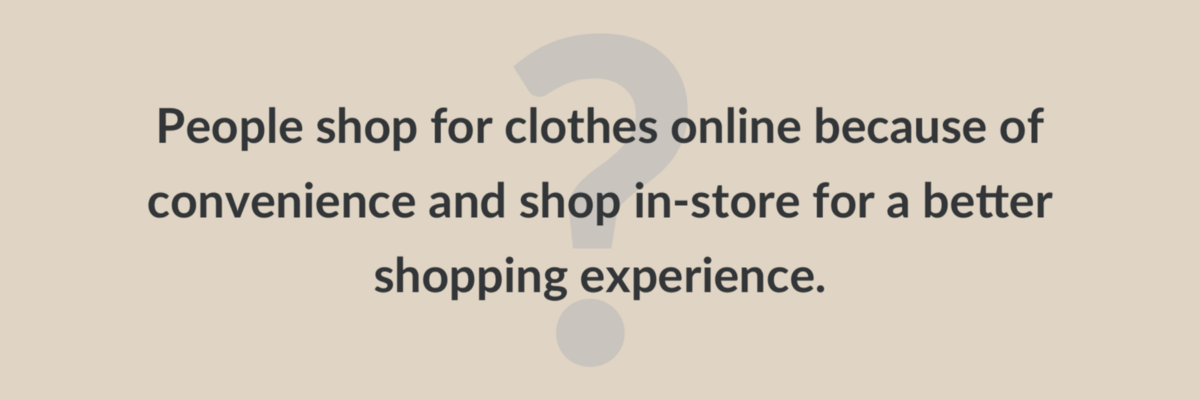 People shop for clothes online because of
convenience and shop in-store for a better
shopping experience.